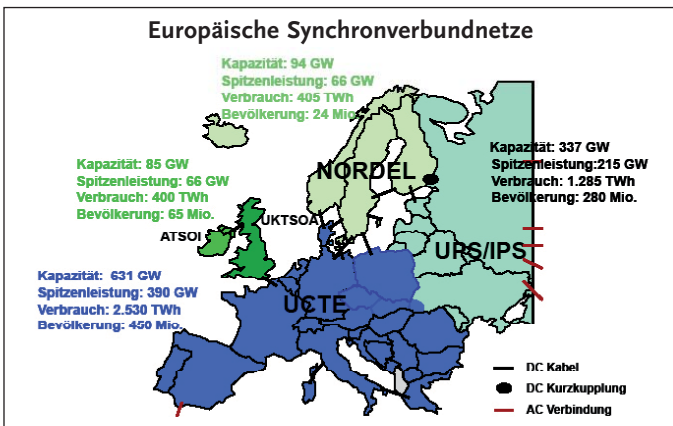 Europäische Synchronverbundnetze
Kapazität: 94 GW
Spitzenleistung: 66 GW
Verbrauch: 405 TWh
Bevölkerung: 24 Mio.
NORDEL
Kapazität: 337 GW
Spitzenleistung:215 GW
Verbrauch: 1.285 TWh
Bevölkerung: 280 Mio.
Kapazität: 85 GW
Spitzenleistung: 66 GW
Verbrauch: 400 TWh
Bevölkerung: 65 Mio.
UKTSOA
ATSOI
UPS/IPS
Kapazität: 631 GW
Spitzenleistung: 390 GW
Verbrauch: 2.530 TWh
Bevölkerung: 450 Mio.
UCTE
DC Kabel
DC Kurzkupplung
AC Verbindung